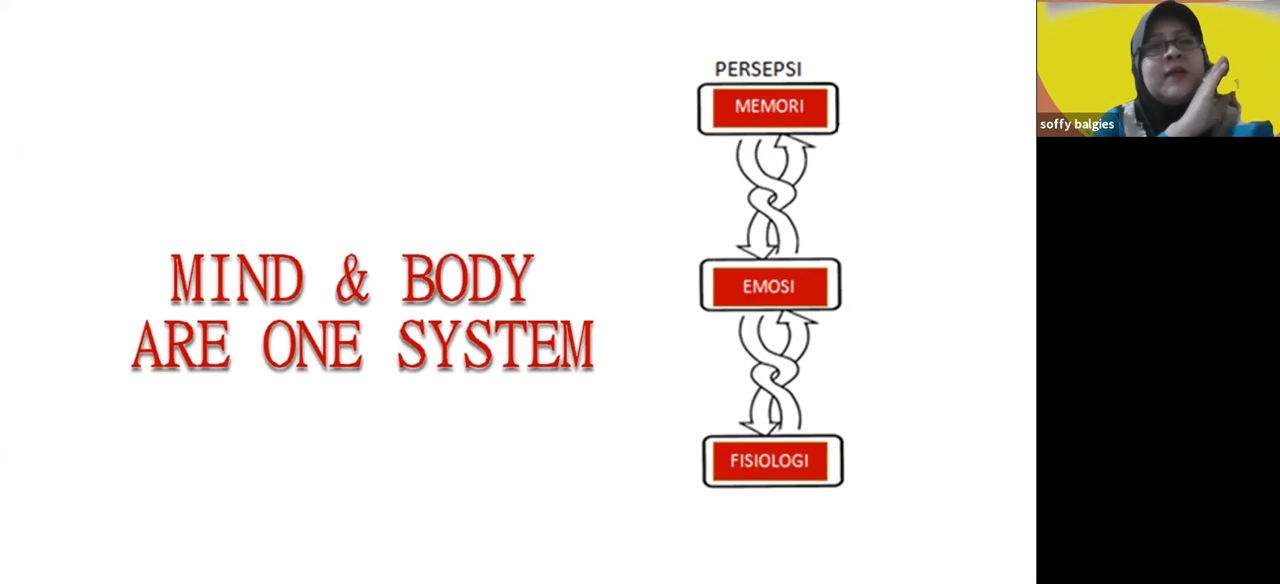 MIND & BODY
ARE ONE SYSTEM
PERSEPSI
MEMORI
EMOSI
FISIOLOGI
soffy balgies